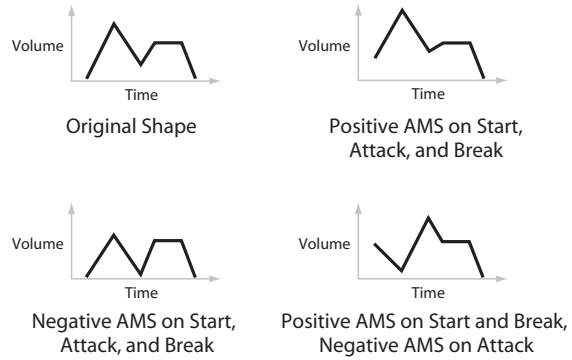 Volume
Time
Original Shape
Volume
Time
Positive AMS on Start,
Attack, and Break
Volume
Time
Negative AMS on Start,
Attack, and Break
Volume
Time
Positive AMS on Start and Break,
Negative AMS on Attack